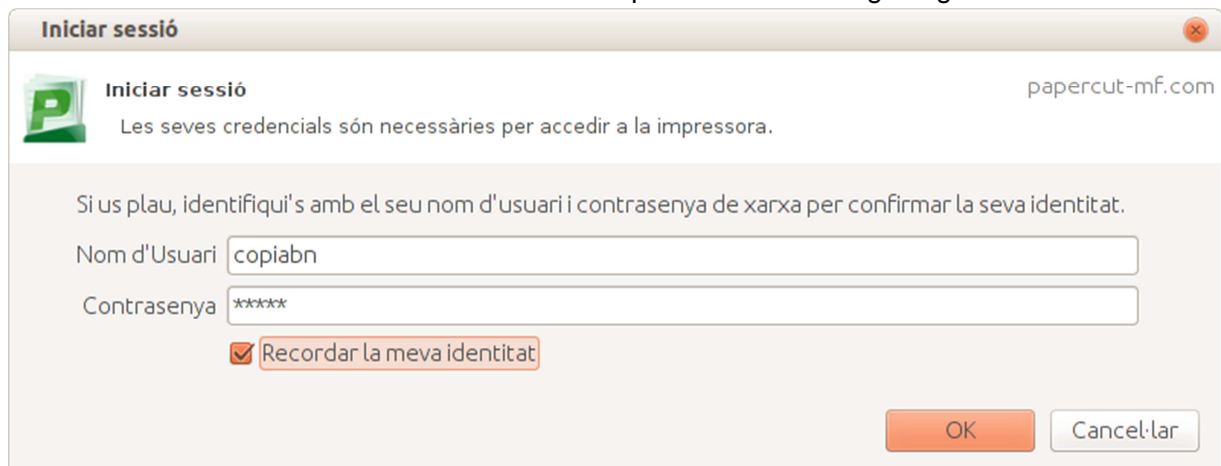 Iniciar sessió
Iniciar sessió
papercut-mf.com
Les seves credencials són necessàries per accedir a la impressora.
Si us plau, identifiqui's amb el seu nom d'usuari i contrasenya de xarxa per confirmar la seva identitat.
Nom d'Usuari copiabn
Contrasenya *****
Recordar la meva identitat
OK Cancel·lar